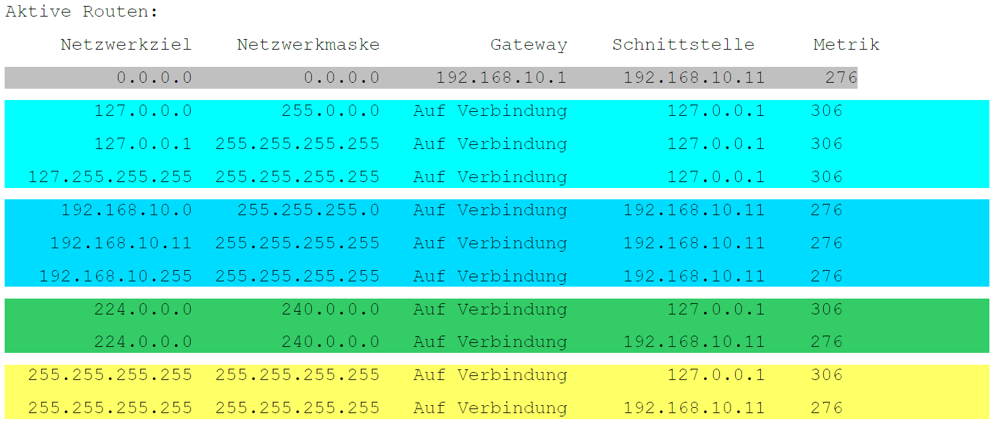 Aktive Routen:
Netzwerkziel Netzwerkmaske Gateway Schnittstelle Metrik
0.0.0.0 0.0.0.0 192.168.10.1 192.168.10.11 276
127.0.0.0 255.0.0.0 Auf Verbindung 127.0.0.1 306
127.0.0.1 255.255.255.255 Auf Verbindung 127.0.0.1 306
127.255.255.255 255.255.255.255 Auf Verbindung 127.0.0.1 306
192.168.10.0 255.255.255.0 Auf Verbindung 192.168.10.11 276
192.168.10.11 255.255.255.255 Auf Verbindung 192.168.10.11 276
192.168.10.255 255.255.255.255 Auf Verbindung 192.168.10.11 276
224.0.0.0 240.0.0.0 Auf Verbindung 127.0.0.1 306
224.0.0.0 240.0.0.0 Auf Verbindung 192.168.10.11 276
255.255.255.255 255.255.255.255 Auf Verbindung 127.0.0.1 306
255.255.255.255 255.255.255.255 Auf Verbindung 192.168.10.11 276